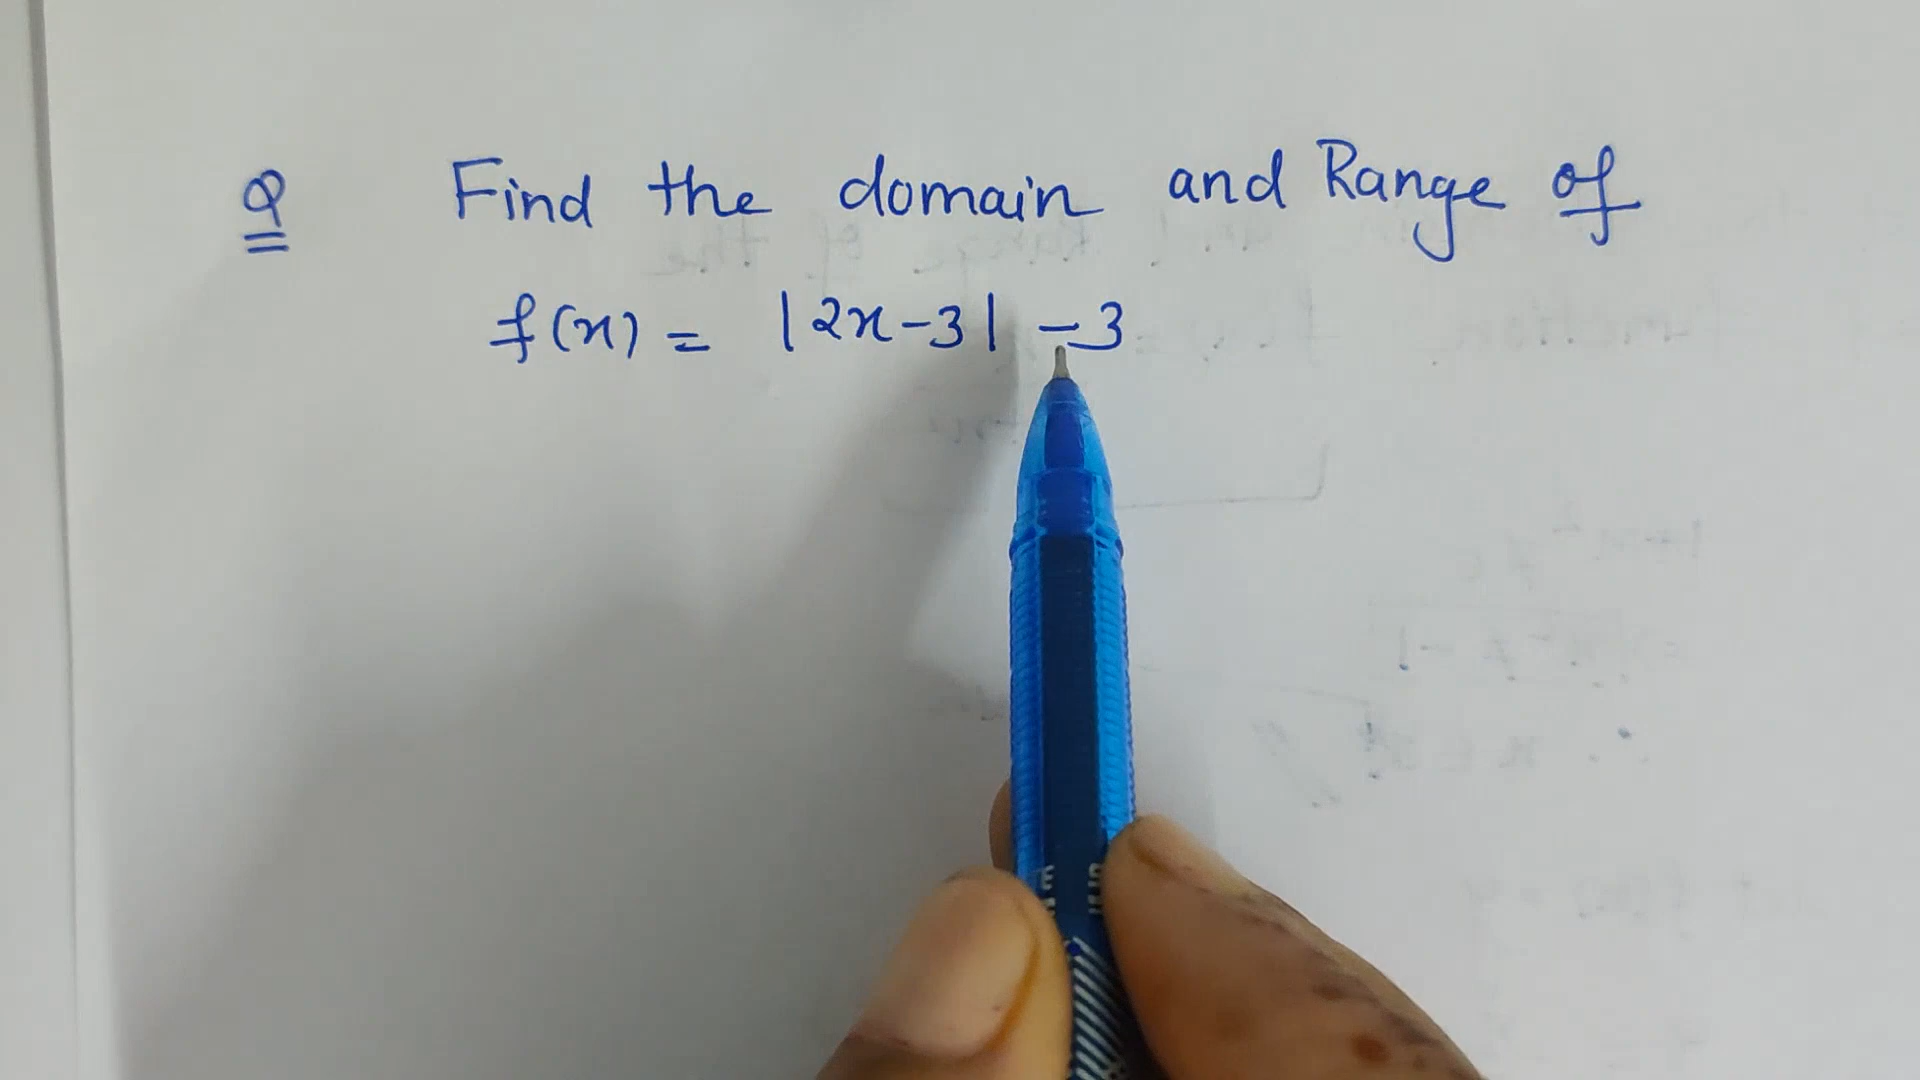 Q Find the domain and Range of
f(x) = |2x-3| -3